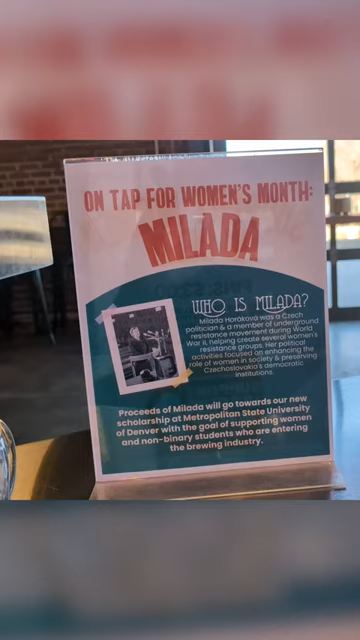 ON TAP FOR WOMEN'S MONTH:
MILADA
WHO IS MILADA?
Milada Horáková was a Czech
politician & a member of underground
resistance movement during World
War II, helping create several women's
resistance groups. Her political
activities focused on enhancing the
role of women in society & preserving
Czechoslovakia's democratic
institutions.
Proceeds of Milada will go towards our new
scholarship at Metropolitan State University
of Denver with the goal of supporting women
and non-binary students who are entering
the brewing industry.